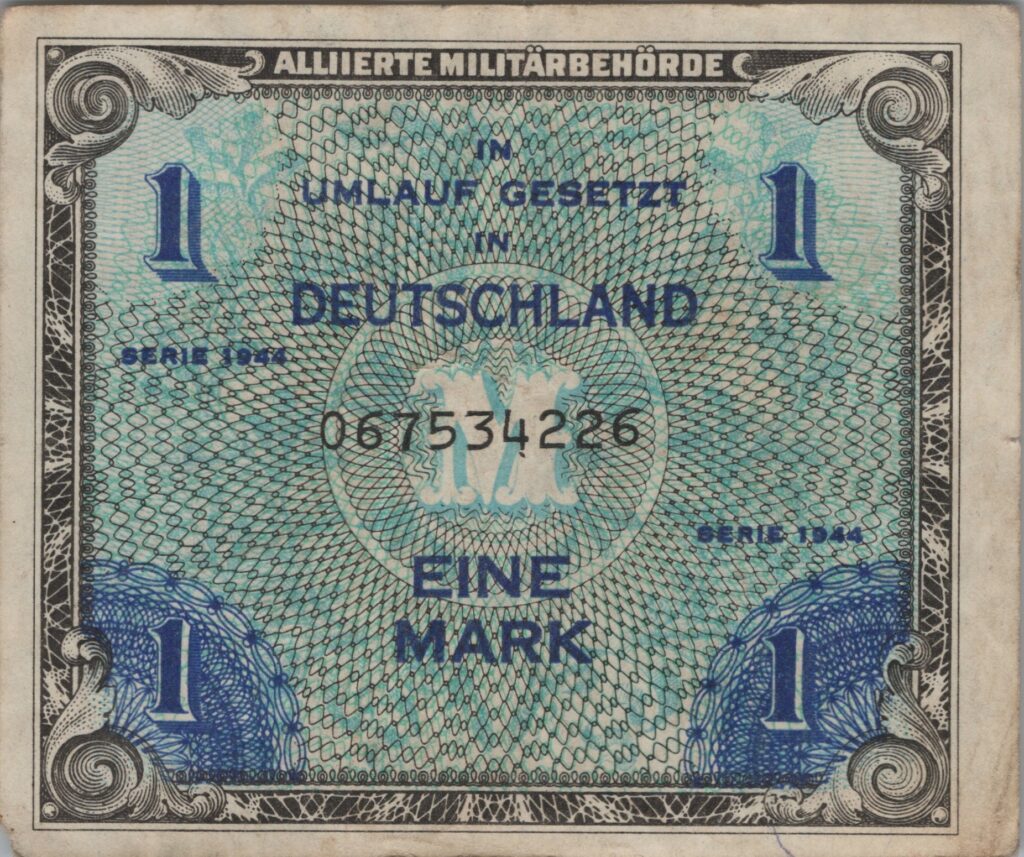 ALLIIERTE MILITÄRBEHÖRDE
1 1
IN
UMLAUF GESETZT
IN
DEUTSCHLAND
SERIE 1944
M
067534226
SERIE 1944
EINE
MARK
1 1